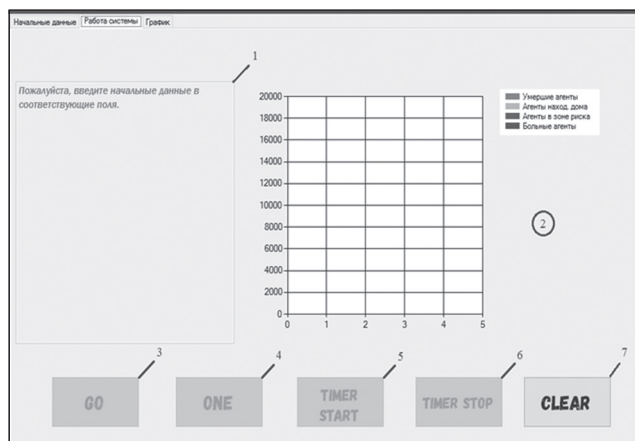 Начальные данные Работа системы График
1
Пожалуйста, введите начальные данные в
соответствующие поля.
20000
18000
16000
14000
12000
10000
8000
6000
4000
2000
0
0 1 2 3 4 5
Умершие агенты
Агенты наход. дома
Агенты в зоне риска
Больные агенты
2
3 4 5 6 7
GO
ONE
TIMER
START
TIMER STOP
CLEAR